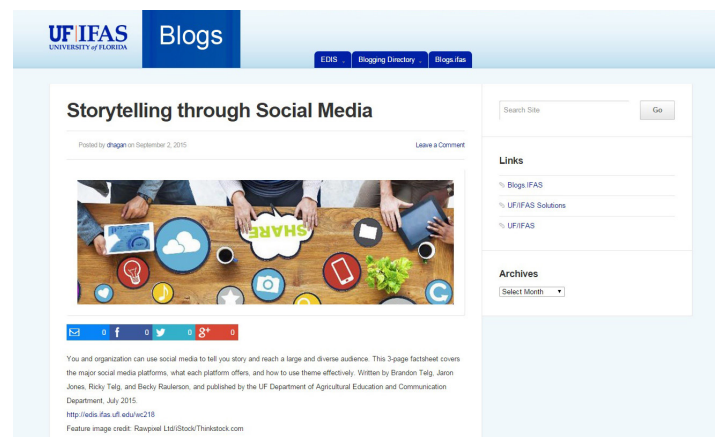 UF|IFAS
UNIVERSITY of FLORIDA
Blogs
EDIS
Blogging Directory
Blogs.ifas
Storytelling through Social Media
Posted by dhagan on September 2, 2015
Leave a Comment
SHARE
0 0 0 0
You and organization can use social media to tell you story and reach a large and diverse audience. This 3-page factsheet covers
the major social media platforms, what each platform offers, and how to use theme effectively. Written by Brandon Telg, Jaron
Jones, Ricky Telg, and Becky Raulerson, and published by the UF Department of Agricultural Education and Communication
Department, July 2015.
http://edis.ifas.ufl.edu/wc218
Feature image credit: Rawpixel Ltd/iStock/Thinkstock.com
Search Site
Go
Links
Blogs.IFAS
UF/IFAS Solutions
UF/IFAS
Archives
Select Month